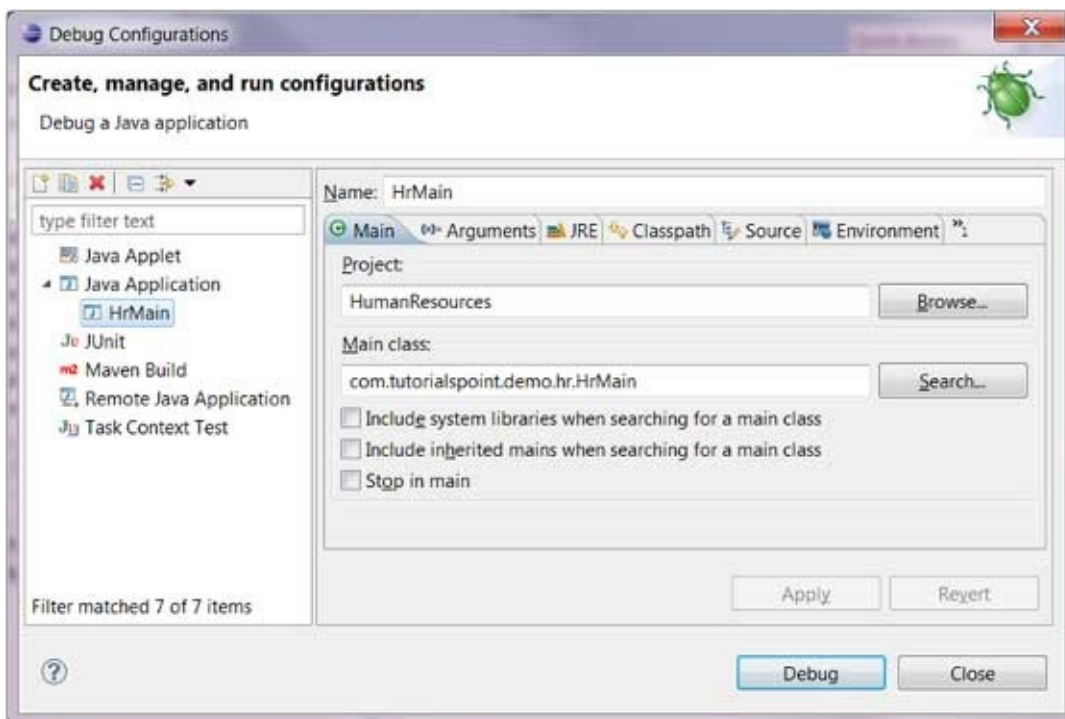 Debug Configurations
Create, manage, and run configurations
Debug a Java application
type filter text
Java Applet
Java Application
HrMain
Ju JUnit
m2 Maven Build
Remote Java Application
Task Context Test
Filter matched 7 of 7 items
Name: HrMain
Main Arguments JRE Classpath Source Environment »1
Project:
HumanResources Browse...
Main class:
com.tutorialspoint.demo.hr.HrMain Search...
Include system libraries when searching for a main class
Include inherited mains when searching for a main class
Stop in main
Apply Revert
Debug Close